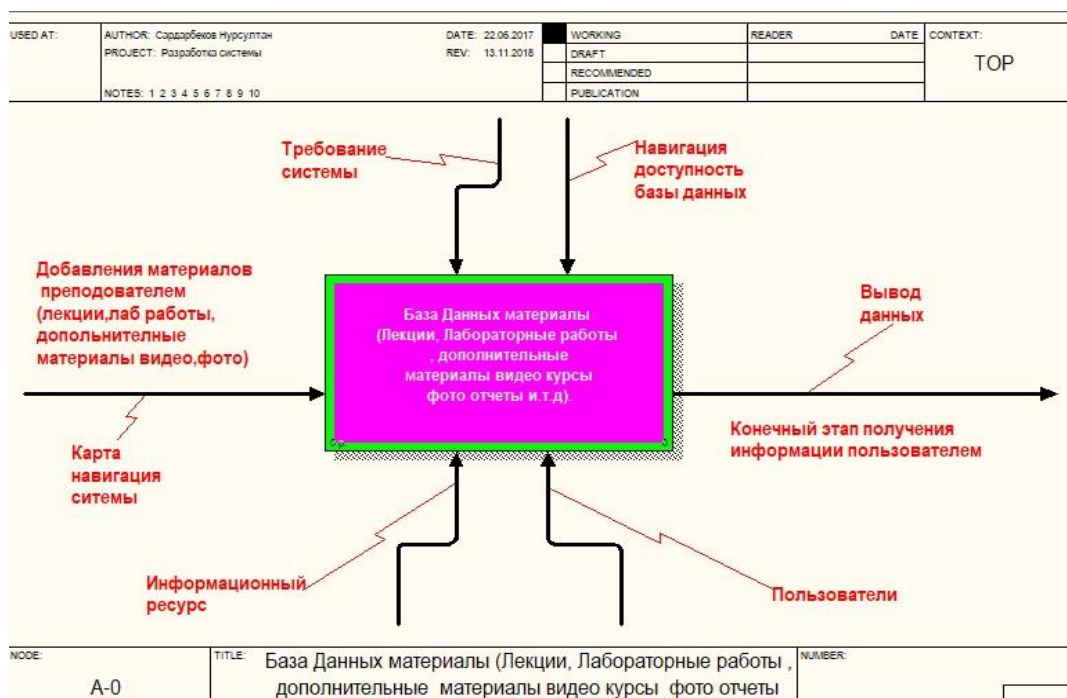 USED AT:
AUTHOR: Сардарбеков Нурсултан
DATE: 22.06.2017
WORKING
READER
DATE
CONTEXT:
PROJECT: Разработка системы
REV: 13.11.2018
DRAFT
TOP
RECOMMENDED
NOTES: 1 2 3 4 5 6 7 8 9 10
PUBLICATION
Требование
системы
Навигация
доступность
базы данных
Добавления материалов
преподователем
(лекции,лаб работы,
допольнителные
материалы видео,фото)
База Данных материалы
(Лекции, Лабораторные работы
, дополнительные
материалы видео курсы
фото отчеты и.т.д).
0р.
0
Вывод
данных
Карта
навигация
ситемы
Конечный этап получения
информации пользователем
Информационный
ресурс
Пользователи
NODE:
A-0
TITLE:
База Данных материалы (Лекции, Лабораторные работы ,
дополнительные материалы видео курсы фото отчеты
NUMBER: